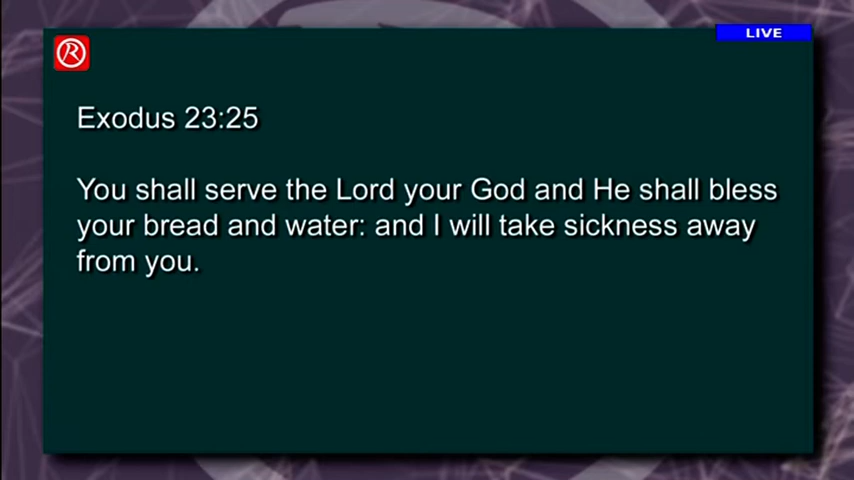 LIVE
R
Exodus 23:25
You shall serve the Lord your God and He shall bless
your bread and water: and I will take sickness away
from you.